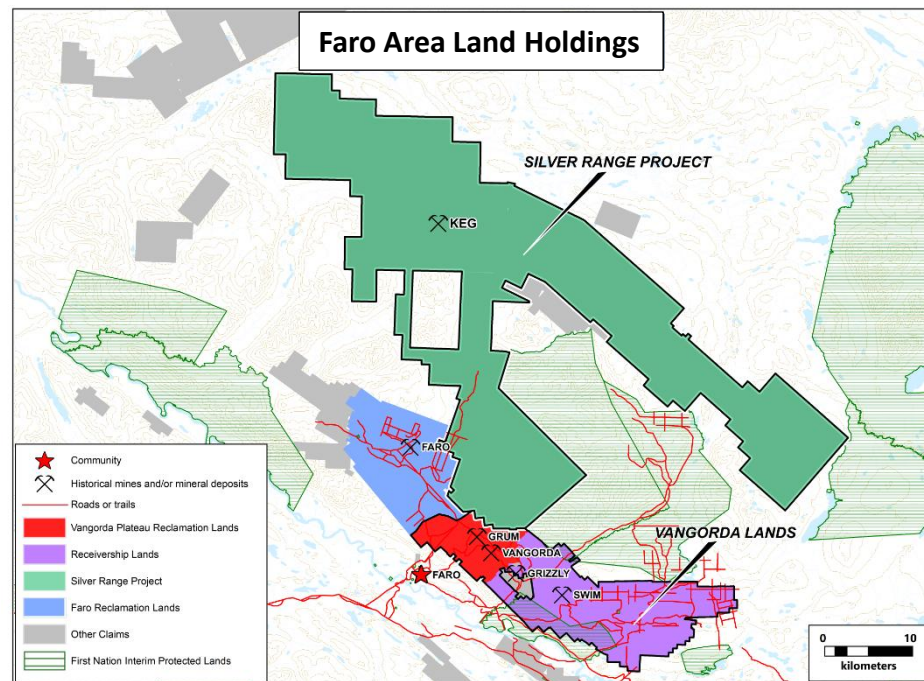 Faro Area Land Holdings
SILVER RANGE PROJECT
KEG
FARO
GRUM
VANGORDA
VANGORDA LANDS
GRIZZLY
FARO
SWIM
Community
Historical mines and/or mineral deposits
Roads or trails
Vangorda Plateau Reclamation Lands
Receivership Lands
Silver Range Project
Faro Reclamation Lands
Other Claims
First Nation Interim Protected Lands
0 10
kilometers